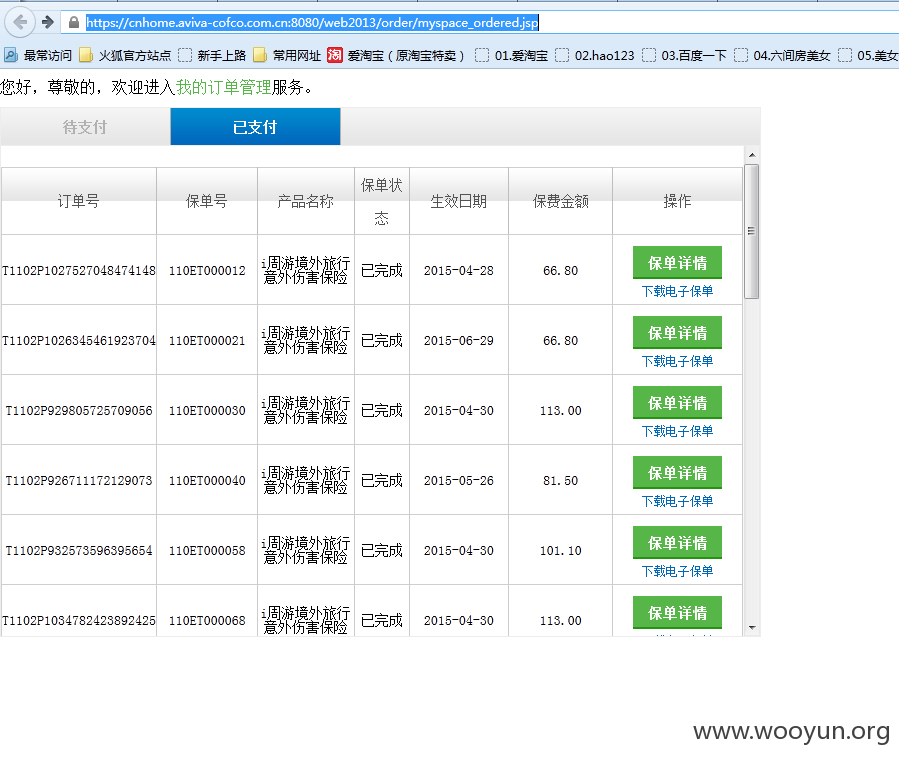 https://cnhome.aviva-cofco.com.cn:8080/web2013/order/myspace_ordered.jsp
最常访问 火狐官方站点 新手上路 常用网址 淘 爱淘宝（原淘宝特卖） 01.爱淘宝 02.hao123 03.百度一下 04.六间房美女 05.美女
您好，尊敬的，欢迎进入我的订单管理服务。
待支付 已支付
订单号 保单号 产品名称 保单状态 生效日期 保费金额 操作
T1102P1027527048474148 110ET000012 i周游境外旅行意外伤害保险 已完成 2015-04-28 66.80 保单详情
下载电子保单
T1102P1026345461923704 110ET000021 i周游境外旅行意外伤害保险 已完成 2015-06-29 66.80 保单详情
下载电子保单
T1102P929805725709056 110ET000030 i周游境外旅行意外伤害保险 已完成 2015-04-30 113.00 保单详情
下载电子保单
T1102P926711172129073 110ET000040 i周游境外旅行意外伤害保险 已完成 2015-05-26 81.50 保单详情
下载电子保单
T1102P932573596395654 110ET000058 i周游境外旅行意外伤害保险 已完成 2015-04-30 101.10 保单详情
下载电子保单
T1102P1034782423892425 110ET000068 i周游境外旅行意外伤害保险 已完成 2015-04-30 113.00 保单详情
www.wooyun.org